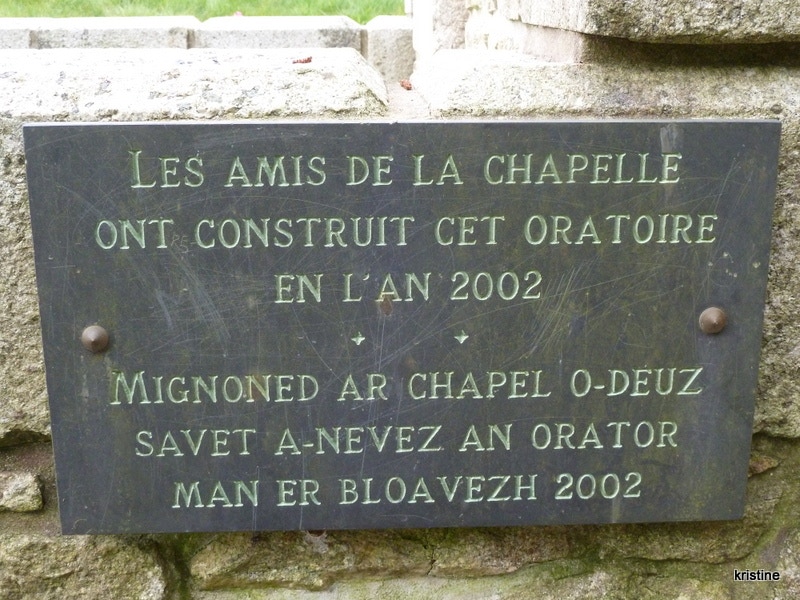 LES AMIS DE LA CHAPELLE
ONT CONSTRUIT CET ORATOIRE
EN L'AN 2002
MIGNONED AR CHAPEL O-DEUZ
SAVET A-NEVEZ AN ORATOR
MAN ER BLOAVEZH 2002
kristine